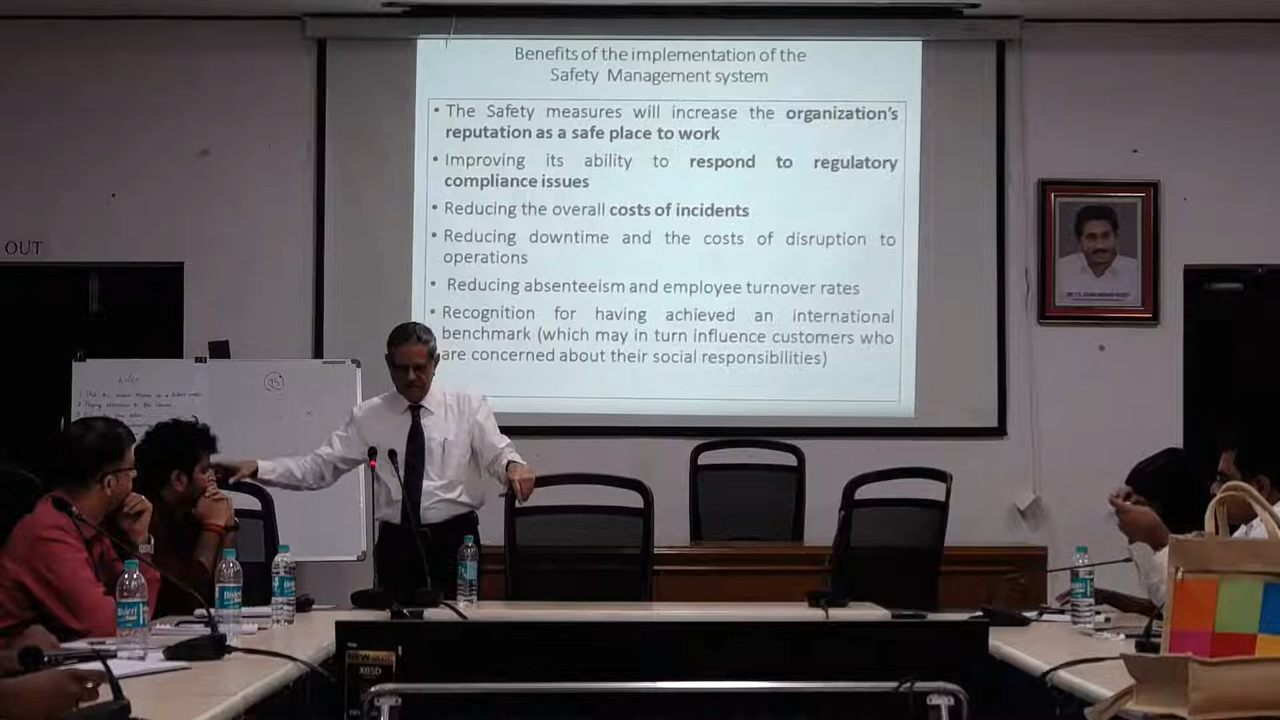 Benefits of the implementation of the
Safety Management system
• The Safety measures will increase the organization's
reputation as a safe place to work
• Improving its ability to respond to regulatory
compliance issues
• Reducing the overall costs of incidents
• Reducing downtime and the costs of disruption to
operations
• Reducing absenteeism and employee turnover rates
• Recognition for having achieved an international
benchmark (which may in turn influence customers who
are concerned about their social responsibilities)
OUT
XBSD